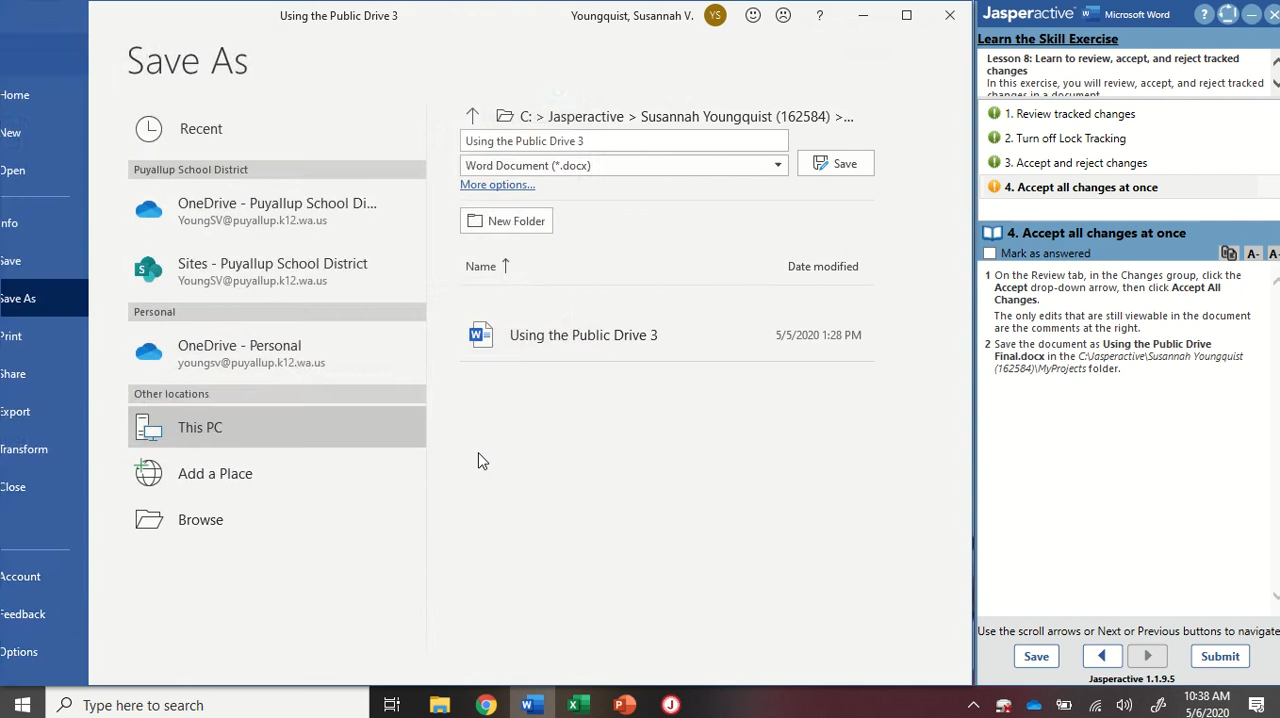 Using the Public Drive 3
Youngquist, Susannah V.
YS
?
Save As
Home
New
Open
nfo
Save
Save As
Print
Share
Export
Transform
Close
Account
Feedback
Options
Recent
Puyallup School District
OneDrive - Puyallup School Di...
YoungSV@puyallup.k12.wa.us
Sites - Puyallup School District
YoungSV@puyallup.k12.wa.us
Personal
OneDrive - Personal
youngsv@puyallup.k12.wa.us
Other locations
This PC
Add a Place
Browse
C: > Jasperactive > Susannah Youngquist (162584) >...
Using the Public Drive 3
Word Document (*.docx)
Save
More options...
New Folder
Name
Date modified
Using the Public Drive 3
5/5/2020 1:28 PM
Jasperactive Microsoft Word
Learn the Skill Exercise
Lesson 8: Learn to review, accept, and reject tracked
changes
In this exercise, you will review, accept, and reject tracked
changes in a document.
1. Review tracked changes
2. Turn off Lock Tracking
3. Accept and reject changes
4. Accept all changes at once
4. Accept all changes at once
Mark as answered
A- A-
1 On the Review tab, in the Changes group, click the
Accept drop-down arrow, then click Accept All
Changes.
The only edits that are still viewable in the document
are the comments at the right.
2 Save the document as Using the Public Drive
Final.docx in the C:\Jasperactive\Susannah Youngquist
(162584)\MyProjects folder.
Use the scroll arrows or Next or Previous buttons to navigate
Save
Submit
Jasperactive 1.1.9.5
Type here to search
10:38 AM
5/6/2020